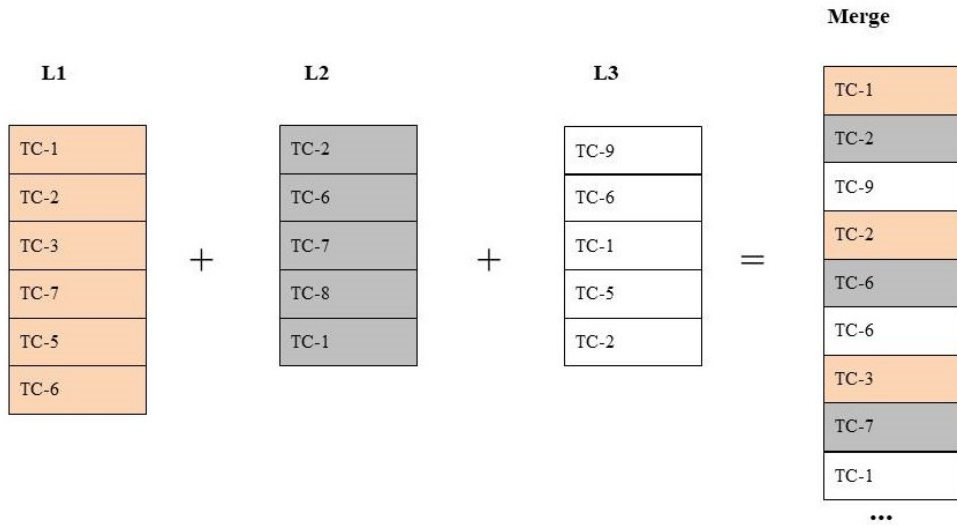 Merge
L1
L2
L3
TC-1
TC-2
TC-3
TC-7
TC-5
TC-6
+
TC-2
TC-6
TC-7
TC-8
TC-1
+
TC-9
TC-6
TC-1
TC-5
TC-2
=
TC-1
TC-2
TC-9
TC-2
TC-6
TC-6
TC-3
TC-7
TC-1
...